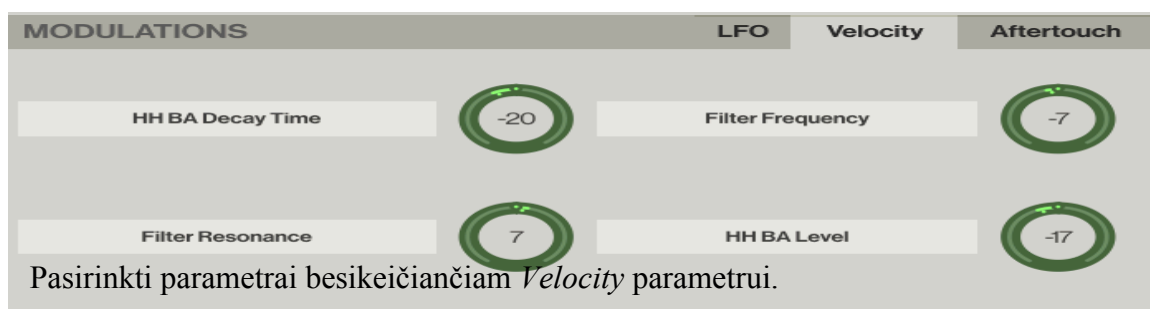 MODULATIONS LFO Velocity Aftertouch
HH BA Decay Time -20 Filter Frequency -7
Filter Resonance 7 HH BA Level -17
Pasirinkti parametrai besikeičiančiam Velocity parametrui.